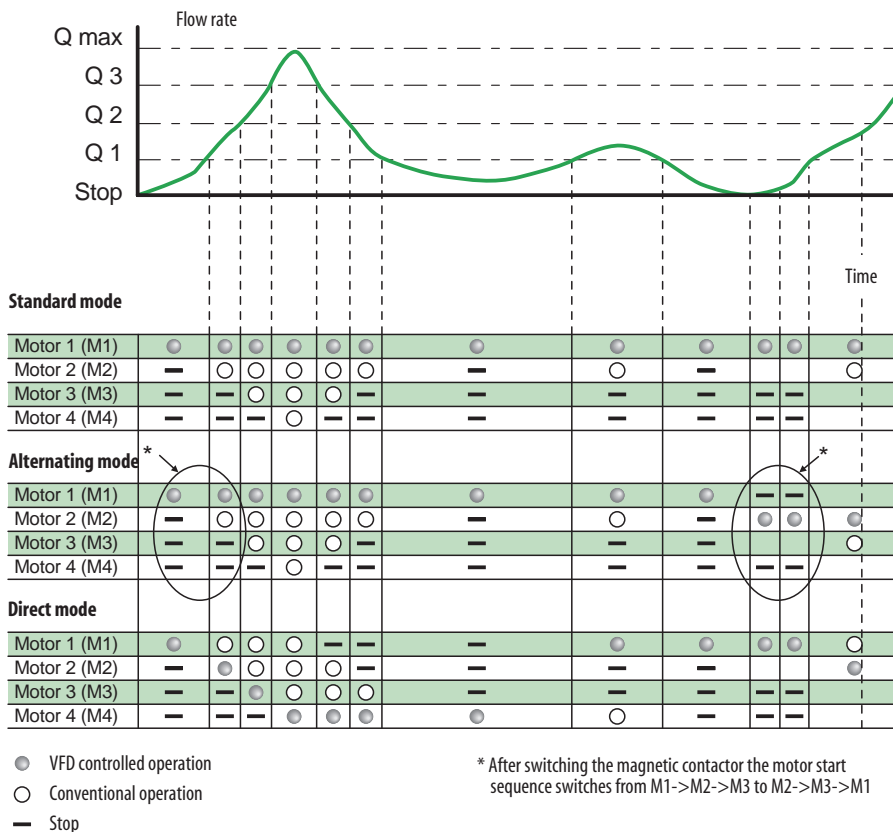 Flow rate
Q max
Q 3
Q 2
Q 1
Stop
Time
Standard mode
Motor 1 (M1)
Motor 2 (M2)
Motor 3 (M3)
Motor 4 (M4)
Alternating mode *
*
Motor 1 (M1)
Motor 2 (M2)
Motor 3 (M3)
Motor 4 (M4)
Direct mode
Motor 1 (M1)
Motor 2 (M2)
Motor 3 (M3)
Motor 4 (M4)
VFD controlled operation
Conventional operation
Stop
* After switching the magnetic contactor the motor start
sequence switches from M1->M2->M3 to M2->M3->M1